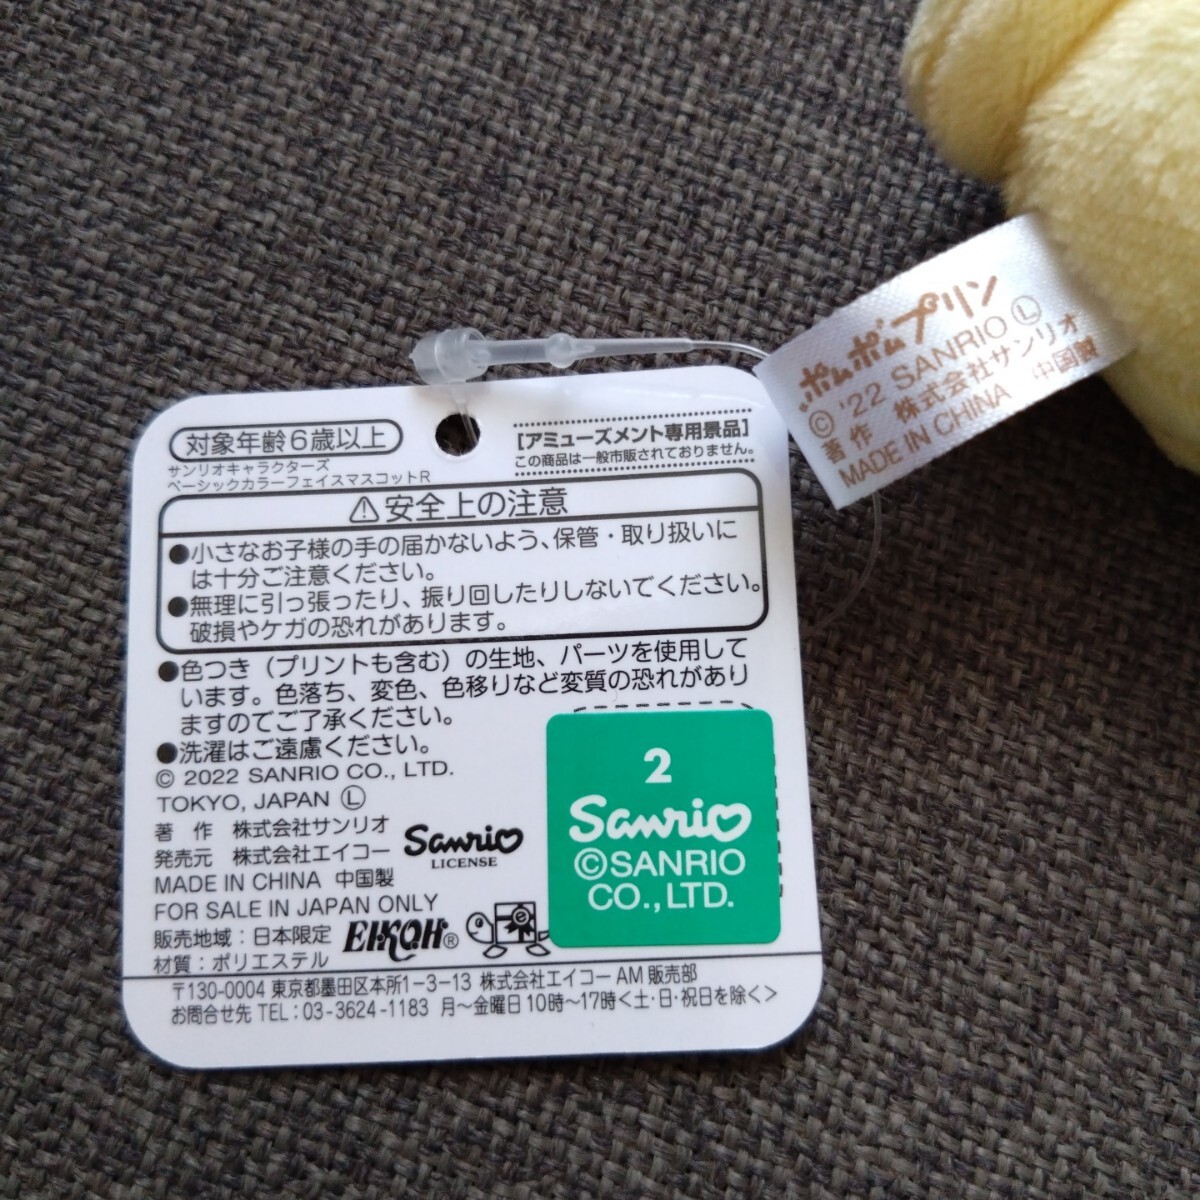 対象年齢6歳以上
[アミューズメント専用景品]
この商品は一般市販されておりません。
サンリオキャラクターズ
ベーシックカラーフェイスマスコットR
⚠安全上の注意
●小さなお子様の手の届かないよう、保管・取り扱いに
は十分ご注意ください。
●無理に引っ張ったり、振り回したりしないでください。
破損やケガの恐れがあります。
●色つき（プリントも含む）の生地、パーツを使用して
います。色落ち、変色、色移りなど変質の恐れがあり
ますのでご了承ください。
●洗濯はご遠慮ください。
© 2022 SANRIO CO., LTD.
TOKYO, JAPAN Ⓛ
著 作 株式会社サンリオ
発売元 株式会社エイコー
Sanrio
LICENSE
MADE IN CHINA 中国製
FOR SALE IN JAPAN ONLY
販売地域：日本限定
EIKOH®
e
材質：ポリエステル
〒130-0004 東京都墨田区本所1-3-13 株式会社エイコー AM販売部
お問合せ先 TEL：03-3624-1183 月～金曜日10時～17時<土・日・祝日を除く>
2
Sanrio
©SANRIO
CO., LTD.
ポムポムプリン
© '22 SANRIO Ⓛ
著作 株式会社サンリオ
MADE IN CHINA 中国製